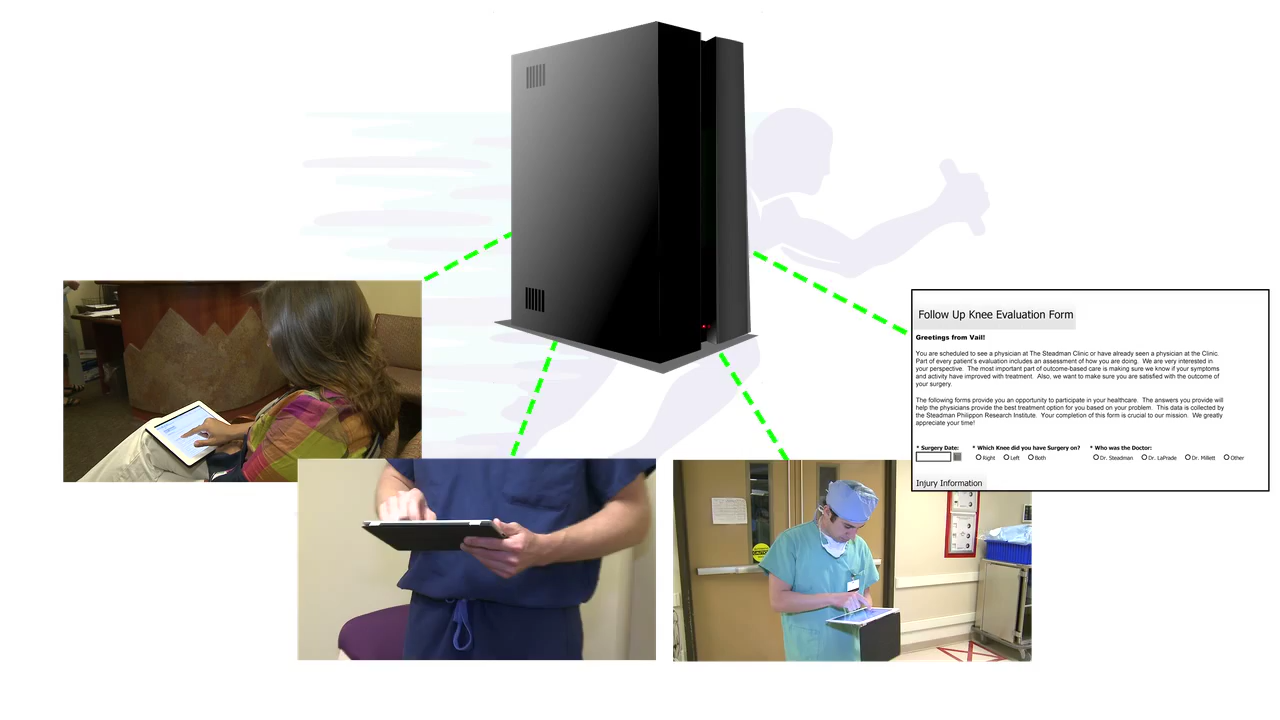 Follow Up Knee Evaluation Form
Greetings from Vail!
You are scheduled to see a physician at The Steadman Clinic or have already seen a physician at the Clinic.
Part of every patient's evaluation includes an assessment of how you are doing. We are very interested in
your perspective. The most important part of outcome-based care is making sure we know if your symptoms
and activity have improved with treatment. Also, we want to make sure you are satisfied with the outcome of
your surgery.
The following forms provide you an opportunity to participate in your healthcare. The answers you provide will
help the physicians provide the best treatment option for you based on your problem. This data is collected by
the Steadman Philippon Research Institute. Your completion of this form is crucial to our mission. We greatly
appreciate your time!
* Surgery Date: * Which Knee did you have Surgery on? * Who was the Doctor:
Right Left Both Dr. Steadman Dr. LaPrade Dr. Millett Other
Injury Information
CAUTION